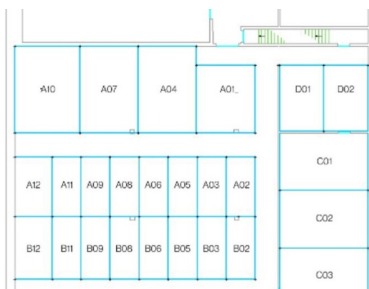 A10 A07 A04 A01 D01 D02
C01
A12 A11 A09 A08 A06 A05 A03 A02
C02
B12 B11 B09 B08 B06 B05 B03 B02
C03